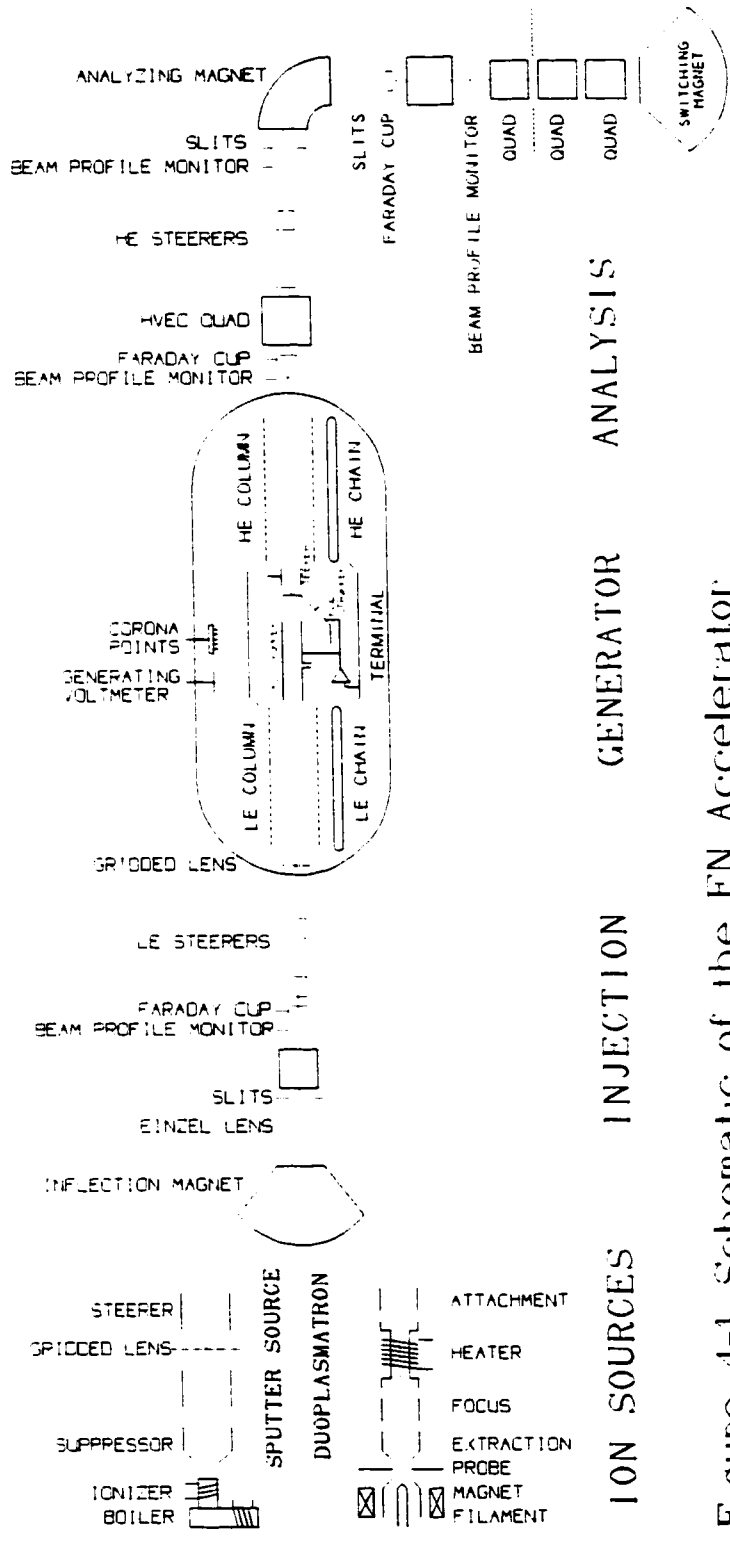 ANALYZING MAGNET
SLITS
BEAM PROFILE MONITOR
HE STEERERS
HVEC QUAD
FARADAY CUP
BEAM PROFILE MONITOR
SLITS
FARADAY CUP
BEAM PROFILE MONITOR
QUAD
QUAD
QUAD
SWITCHING
MAGNET
ANALYSIS
CORONA
POINTS
GENERATING
VOLTMETER
HE COLUMN
HE CHAIN
TERMINAL
LE COLUMN
LE CHAIN
GRIDDED LENS
GENERATOR
LE STEERERS
FARADAY CUP
BEAM PROFILE MONITOR
SLITS
EINZEL LENS
INFLECTION MAGNET
INJECTION
STEERER
GRIDDED LENS
SUPPRESSOR
IONIZER
BOILER
SPUTTER SOURCE
DUOPLASMATRON
ATTACHMENT
HEATER
FOCUS
EXTRACTION
PROBE
MAGNET
FILAMENT
ION SOURCES
Figure 4-1 Schematic of the FN Accelerator